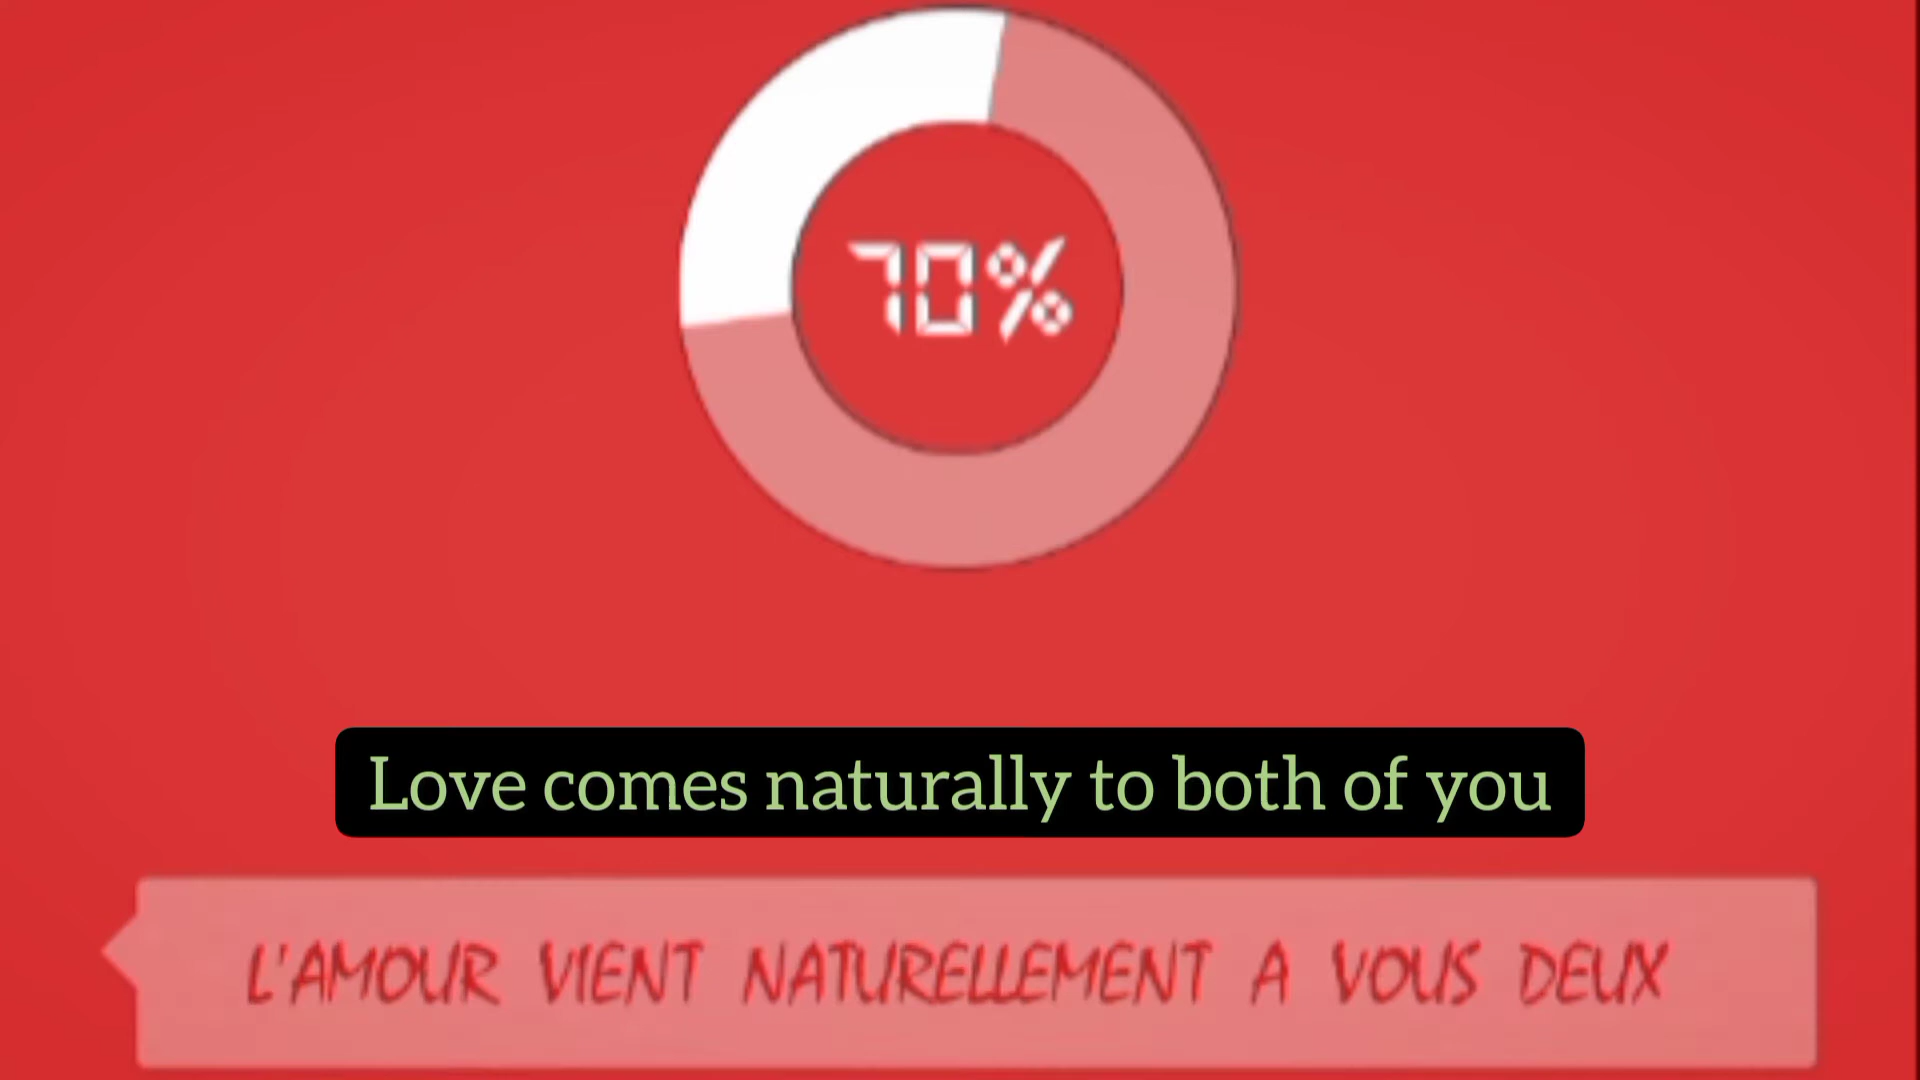 70%
Love comes naturally to both of you
L'AMOUR VIENT NATURELLEMENT A VOUS DEUX